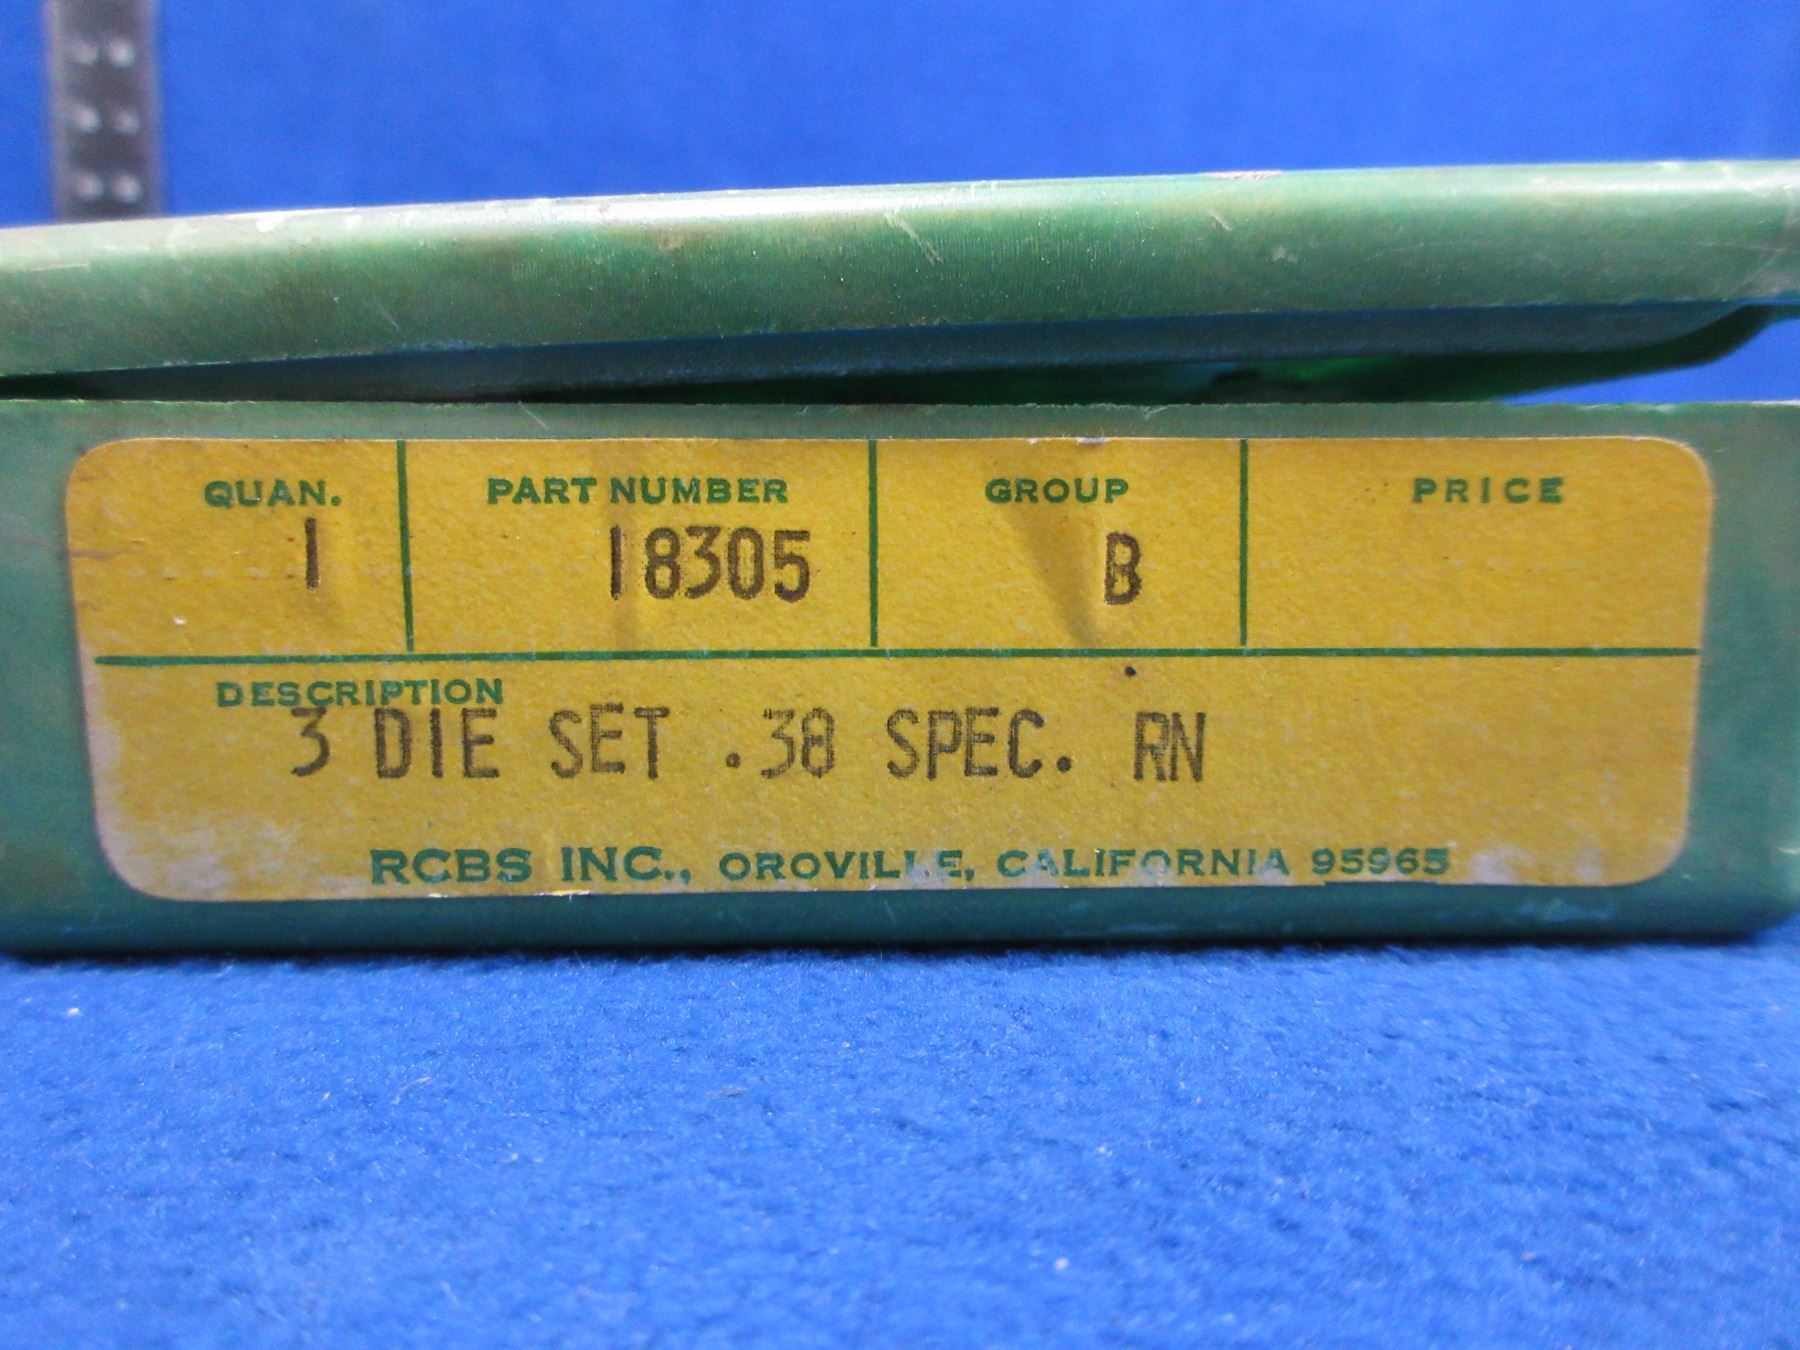 QUAN. PART NUMBER GROUP PRICE
1 18305 B
DESCRIPTION
3 DIE SET .38 SPEC. RN
RCBS INC., OROVILLE, CALIFORNIA 95965